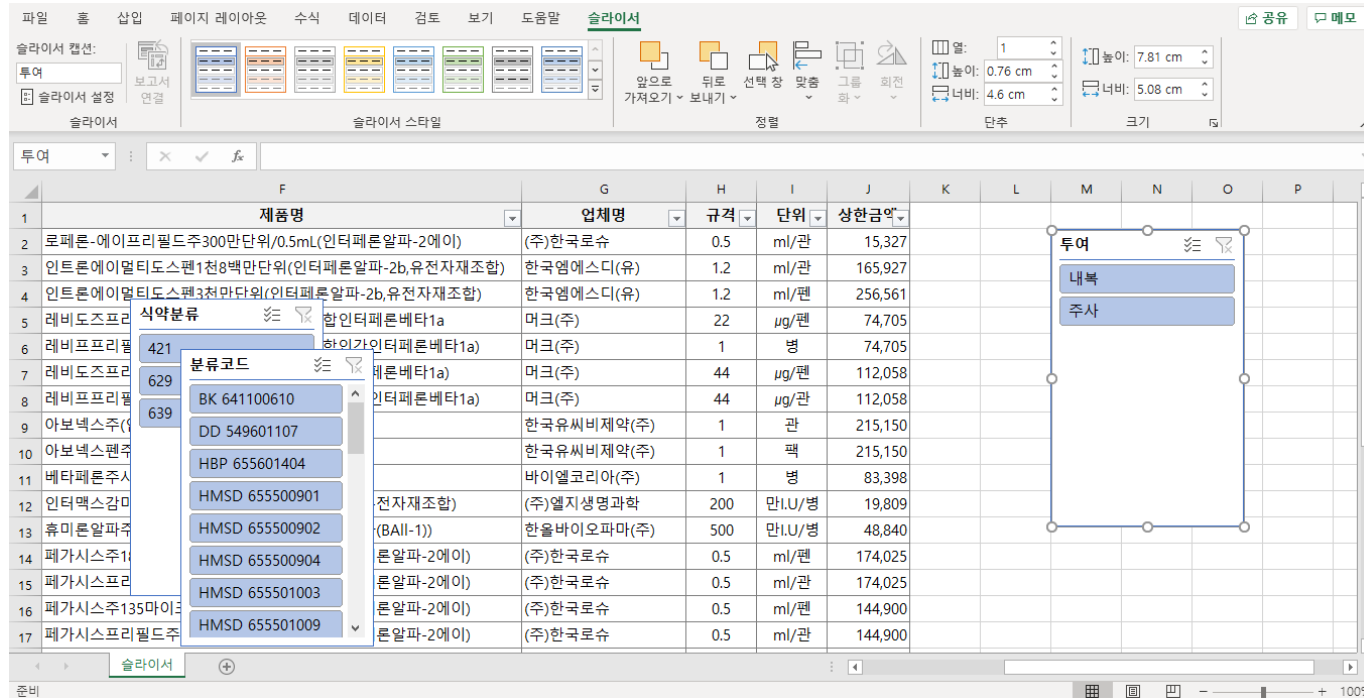 파일 홈 삽입 페이지 레이아웃 수식 데이터 검토 보기 도움말 슬라이서 공유 메모
슬라이서 캡션:
투여
슬라이서 설정
보고서
연결
앞으로
가져오기
뒤로
보내기
선택 창
맞춤
그룹
화
회전
열: 1
높이: 0.76 cm
너비: 4.6 cm
높이: 7.81 cm
너비: 5.08 cm
슬라이서 슬라이서 스타일 정렬 단추 크기
투여 fx
F G H I J K L M N O P
1 제품명 업체명 규격 단위 상한금액
2 로페론-에이프리필드주300만단위/0.5mL(인터페론알파-2에이) (주)한국로슈 0.5 ml/관 15,327
3 인트론에이멀티도스펜1천8백만단위(인터페론알파-2b,유전자재조합) 한국엠에스디(유) 1.2 ml/관 165,927
4 인트론에이멀티도스펜3천만단위(인터페론알파-2b,유전자재조합) 한국엠에스디(유) 1.2 ml/펜 256,561
5 레비도즈프리 합인터페론베타1a 머크(주) 22 μg/펜 74,705
6 레비프프리필 합인간인터페론베타1a) 머크(주) 1 병 74,705
7 레비도즈프리 페론베타1a) 머크(주) 44 μg/펜 112,058
8 레비프프리필 인터페론베타1a) 머크(주) 44 μg/관 112,058
9 아보넥스주( 한국유씨비제약(주) 1 관 215,150
10 아보넥스펜주 한국유씨비제약(주) 1 팩 215,150
11 베타페론주사 바이엘코리아(주) 1 병 83,398
12 인터맥스감마 유전자재조합) (주)엘지생명과학 200 만I.U/병 19,809
13 휴미론알파주 (BAll-1)) 한올바이오파마(주) 500 만I.U/병 48,840
14 페가시스주18 론알파-2에이) (주)한국로슈 0.5 ml/펜 174,025
15 페가시스프리 론알파-2에이) (주)한국로슈 0.5 ml/관 174,025
16 페가시스주135마이크 론알파-2에이) (주)한국로슈 0.5 ml/펜 144,900
17 페가시스프리필드주 론알파-2에이) (주)한국로슈 0.5 ml/관 144,900
식약분류
421
629
639
분류코드
BK 641100610
DD 549601107
HBP 655601404
HMSD 655500901
HMSD 655500902
HMSD 655500904
HMSD 655501003
HMSD 655501009
투여
내복
주사
슬라이서
준비 100%